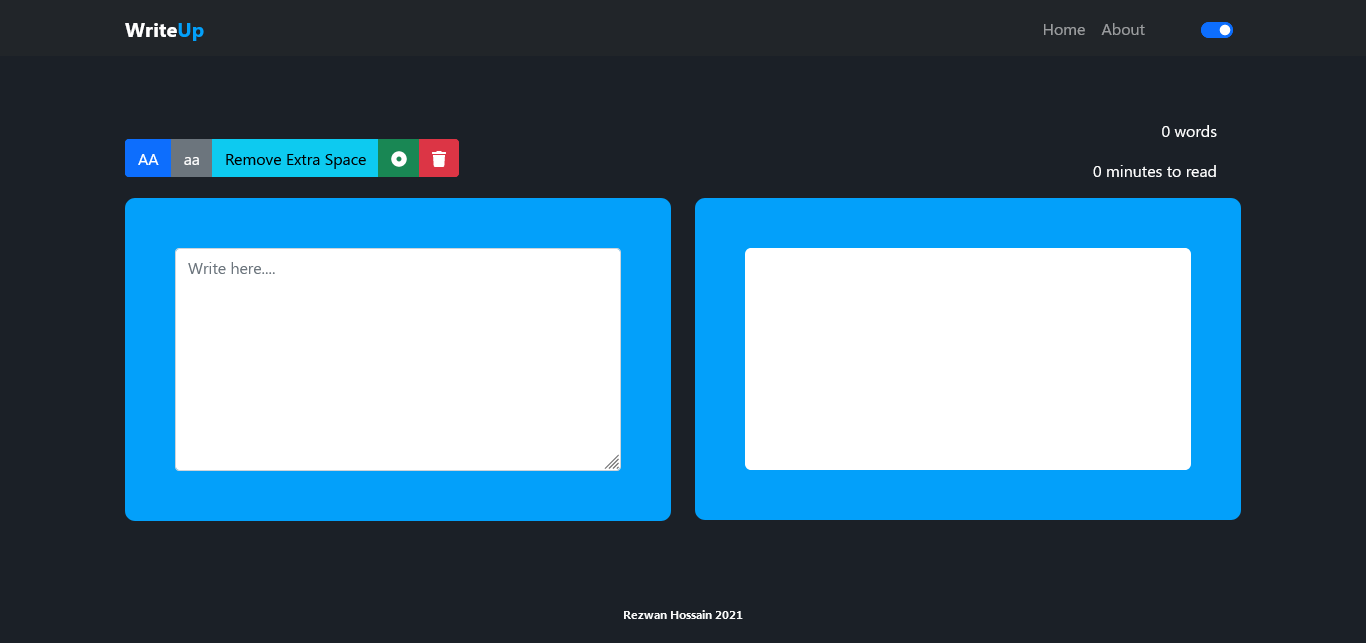 WriteUp
Home About
0 words
AA aa Remove Extra Space
0 minutes to read
Write here....
Rezwan Hossain 2021